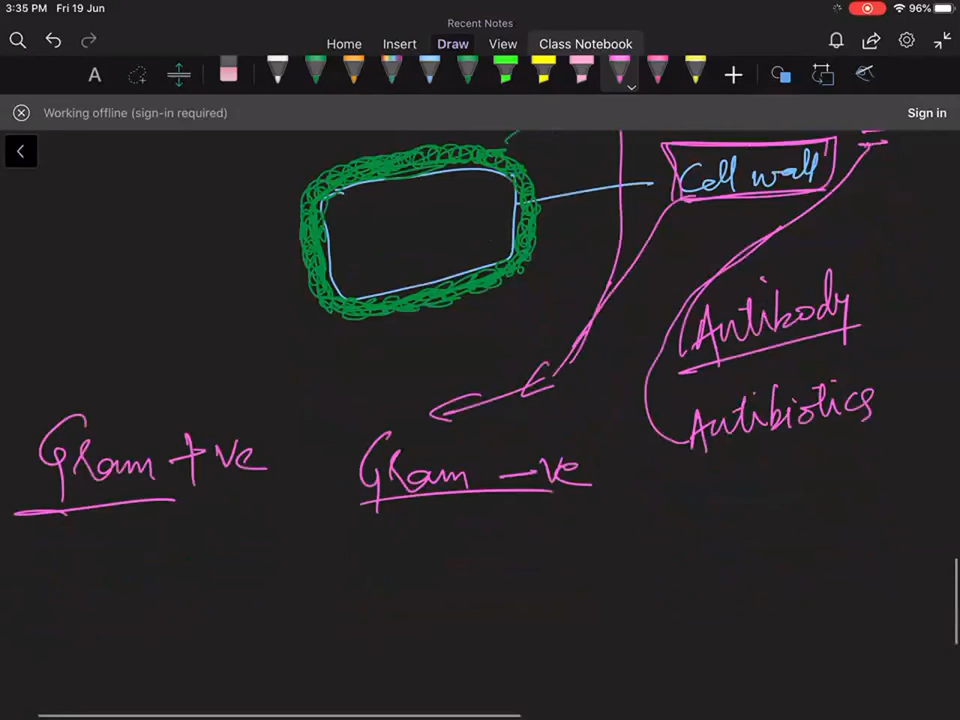 3:35 PM Fri 19 Jun
96%
Recent Notes
Home Insert Draw View Class Notebook
A
Working offline (sign-in required) Sign in
Cell wall
Antibody
Antibiotics
Gram +ve Gram -ve